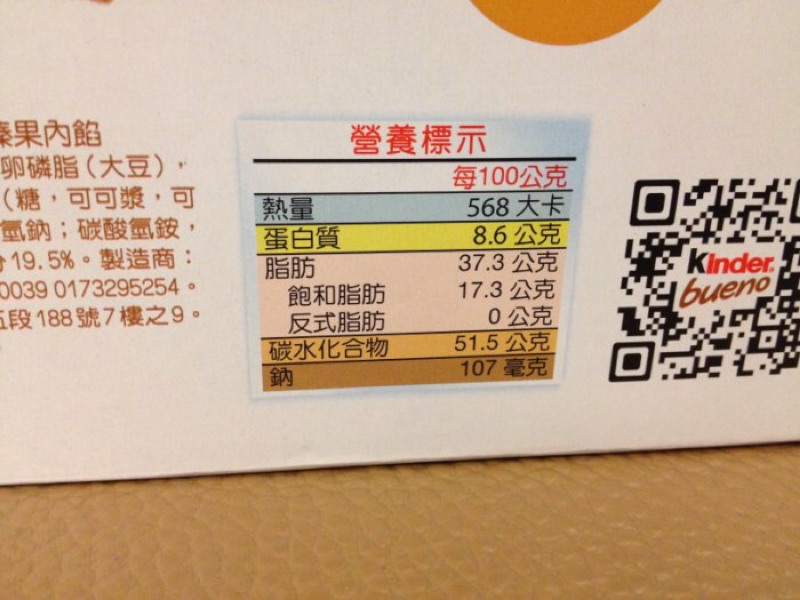 榛果內餡
卵磷脂（大豆），
（糖，可可漿，可
氫鈉；碳酸氫銨，
19.5%。製造商：
0039 0173295254。
五段188號7樓之9。
營養標示
每100公克
熱量 568 大卡
蛋白質 8.6 公克
脂肪 37.3 公克
飽和脂肪 17.3 公克
反式脂肪 0 公克
碳水化合物 51.5 公克
鈉 107 毫克
Kinder
bueno